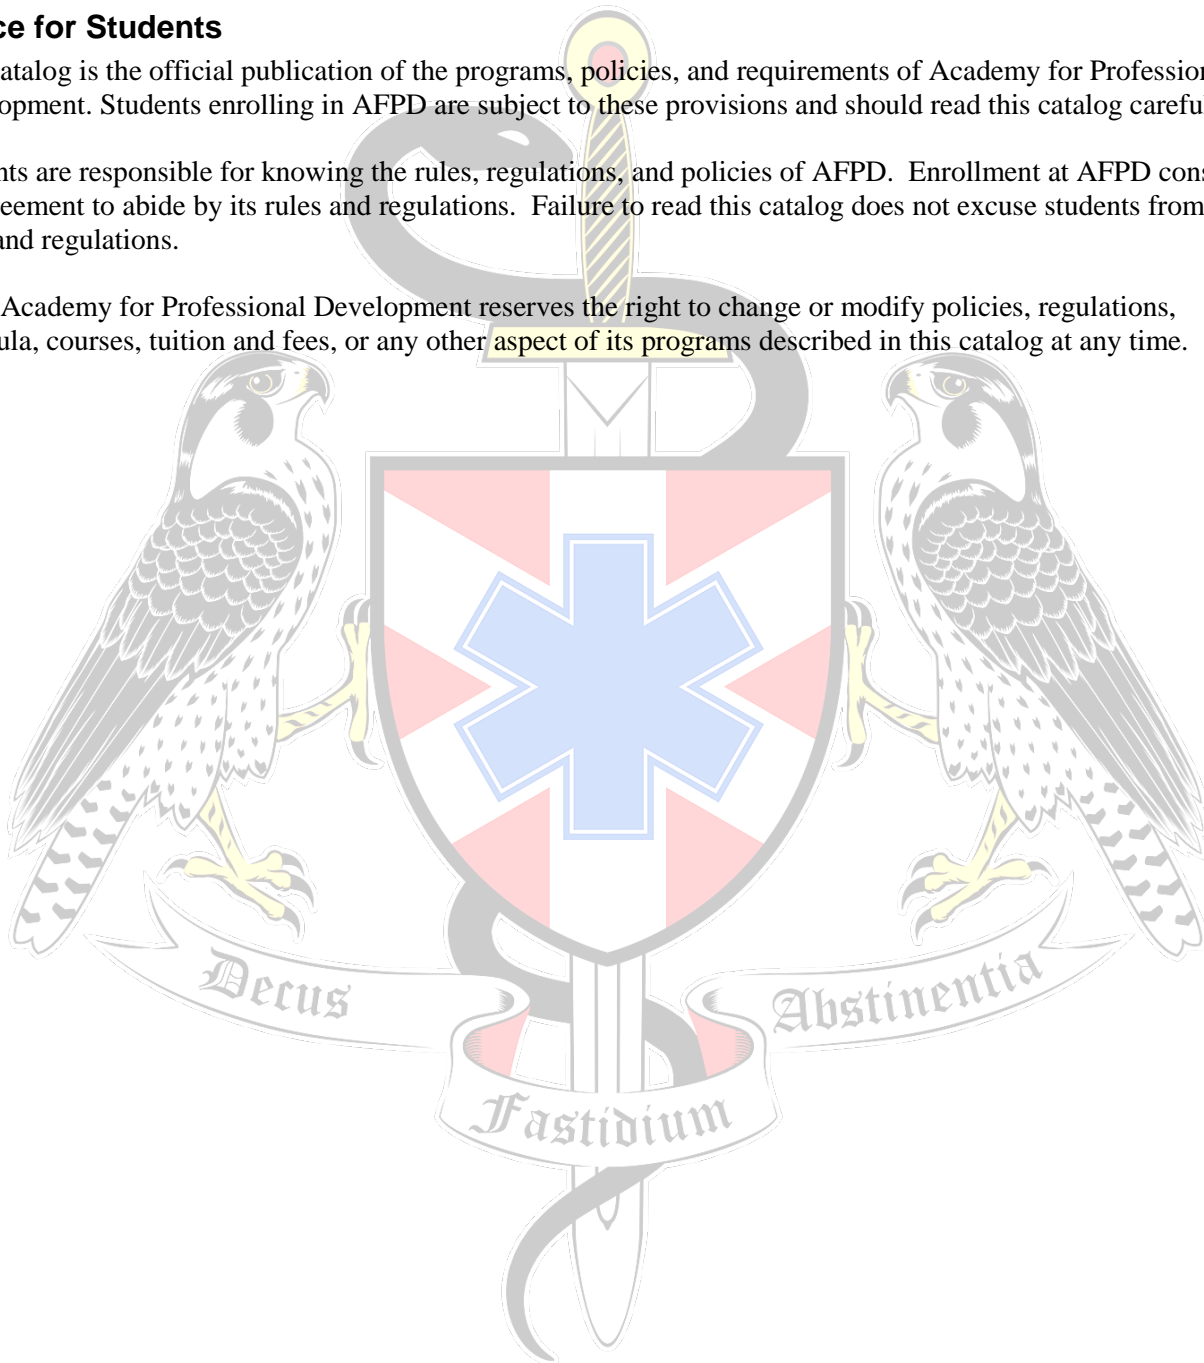 ce for Students
atalog is the official publication of the programs, policies, and requirements of Academy for Profession
opment. Students enrolling in AFPD are subject to these provisions and should read this catalog careful
nts are responsible for knowing the rules, regulations, and policies of AFPD.  Enrollment at AFPD cons
reement to abide by its rules and regulations.  Failure to read this catalog does not excuse students from
and regulations.
Academy for Professional Development reserves the right to change or modify policies, regulations,
ula, courses, tuition and fees, or any other aspect of its programs described in this catalog at any time.
Decus
Abstinentia
Fastidium